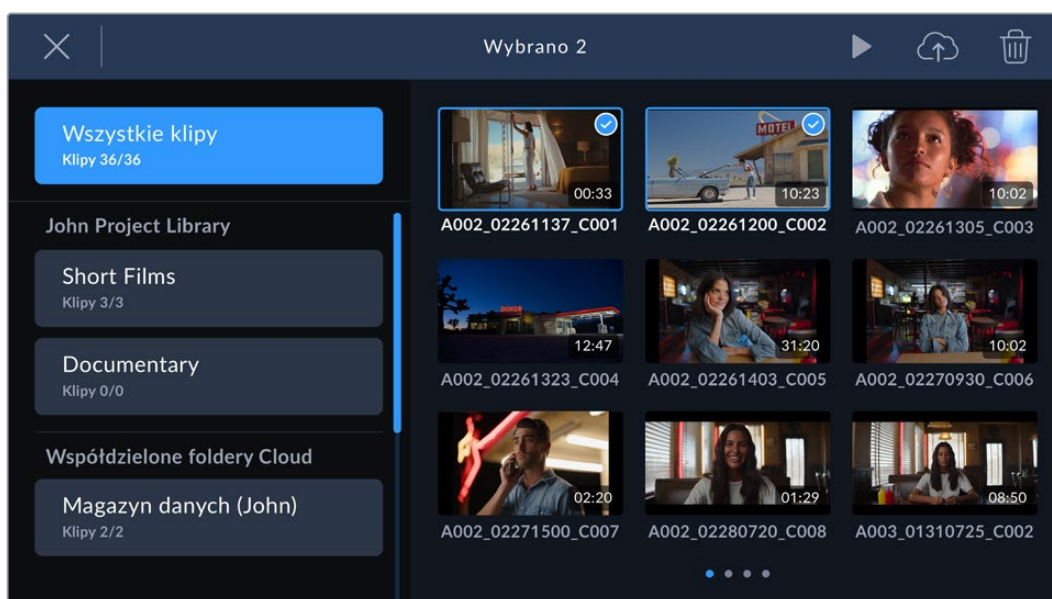 Wybrano 2
Wszystkie klipy
Klipy 36/36
John Project Library
Short Films
Klipy 3/3
Documentary
Klipy 0/0
Współdzielone foldery Cloud
Magazyn danych (John)
Klipy 2/2
MOTEL
00:33
10:23
10:02
A002_02261137_C001
A002_02261200_C002
A002_02261305_C003
DINER
12:47
31:20
10:02
A002_02261323_C004
A002_02261403_C005
A002_02270930_C006
02:20
01:29
08:50
A002_02271500_C007
A002_02280720_C008
A003_01310725_C002